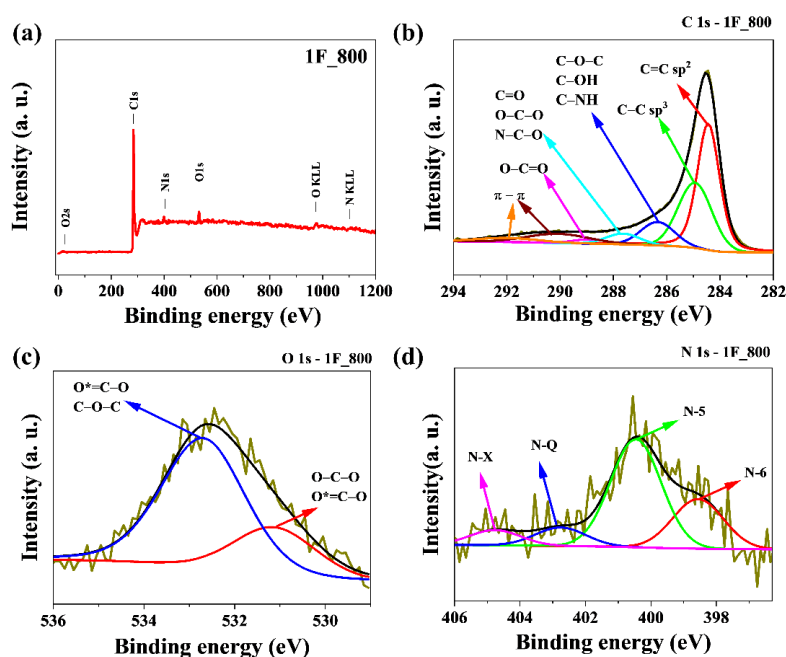 (a)
1F_800
C1s
N1s
O1s
O2s
O KLL
N KLL
Intensity (a. u.)
0 200 400 600 800 1000 1200
Binding energy (eV)
(b)
C 1s - 1F_800
C–O–C
C–OH
C–NH
C=C sp²
C=O
O–C–O
N–C–O
C–C sp³
O–C=O
π – π
Intensity (a. u.)
294 292 290 288 286 284 282
Binding energy (eV)
(c)
O 1s - 1F_800
O*=C–O
C–O–C
O–C–O
O*=C–O
Intensity (a. u.)
536 534 532 530
Binding energy (eV)
(d)
N 1s - 1F_800
N-5
N-Q
N-X
N-6
Intensity(a. u.)
406 404 402 400 398
Binding energy (eV)